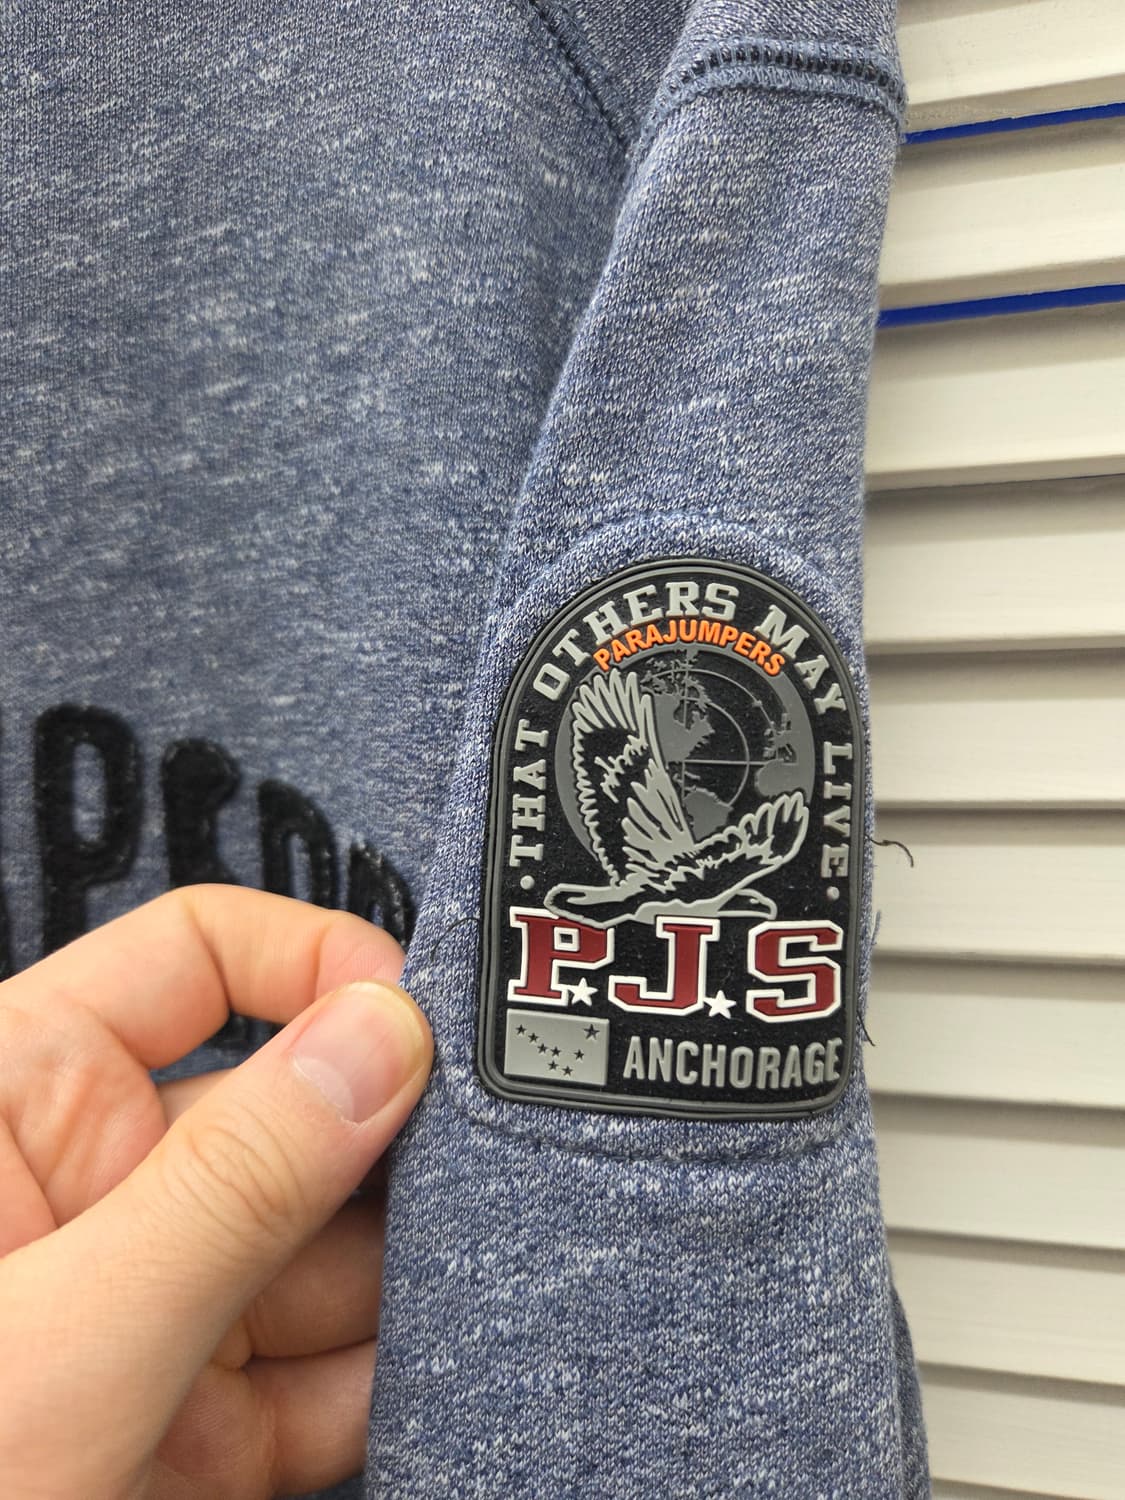 THAT OTHERS MAY LIVE
PARAJUMPERS
P.J.S
ANCHORAGE